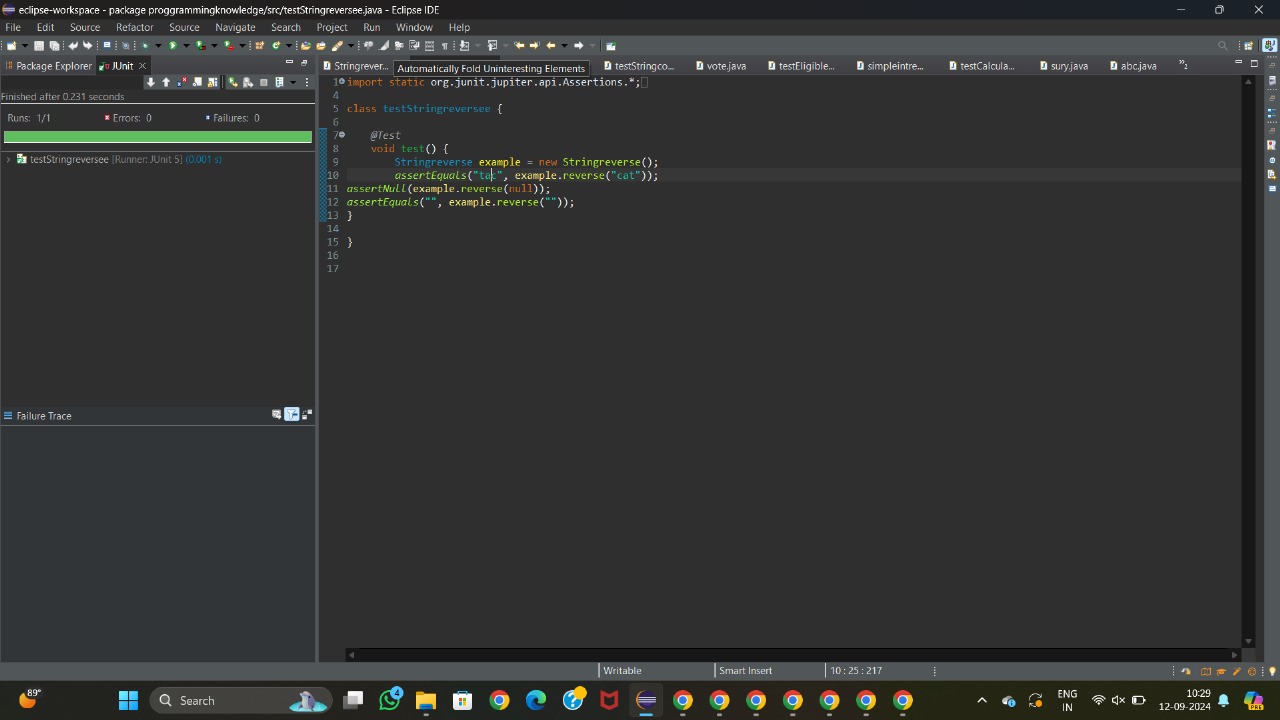 eclipse-workspace - package proggrammingknowledge/src/testStringreversee.java - Eclipse IDE
File Edit Source Refactor Source Navigate Search Project Run Window Help
Package Explorer JUnit Stringrever... Automatically Fold Uninteresting Elements testStringco... vote.java testEligible... simpleintre... testCalcula... sury.java abc.java
Finished after 0.231 seconds
Runs: 1/1 Errors: 0 Failures: 0
testStringreversee [Runner: JUnit 5] (0.001 s)
Failure Trace
1 import static org.junit.jupiter.api.Assertions.*;
4
5 class testStringreversee {
6
7 @Test
8 void test() {
9 Stringreverse example = new Stringreverse();
10 assertEquals("tac", example.reverse("cat"));
11 assertNull(example.reverse(null));
12 assertEquals("", example.reverse(""));
13 }
14
15 }
16
17
Writable Smart Insert 10 : 25 : 217
89°
Search
4
ENG
IN
10:29
12-09-2024
PRE